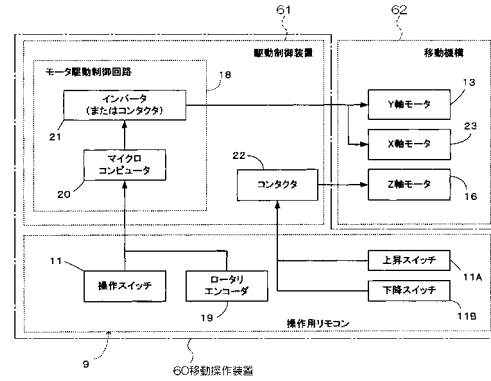 61
62
駆動制御装置
移動機構
モータ駆動制御回路
18
インバータ
(またはコンタクタ)
21
Y軸モータ
13
X軸モータ
23
マイクロ
コンピュータ
20
22
コンタクタ
Z軸モータ
16
11
操作スイッチ
ロータリ
エンコーダ
19
上昇スイッチ
11A
下降スイッチ
11B
操作用リモコン
9
60移動操作装置